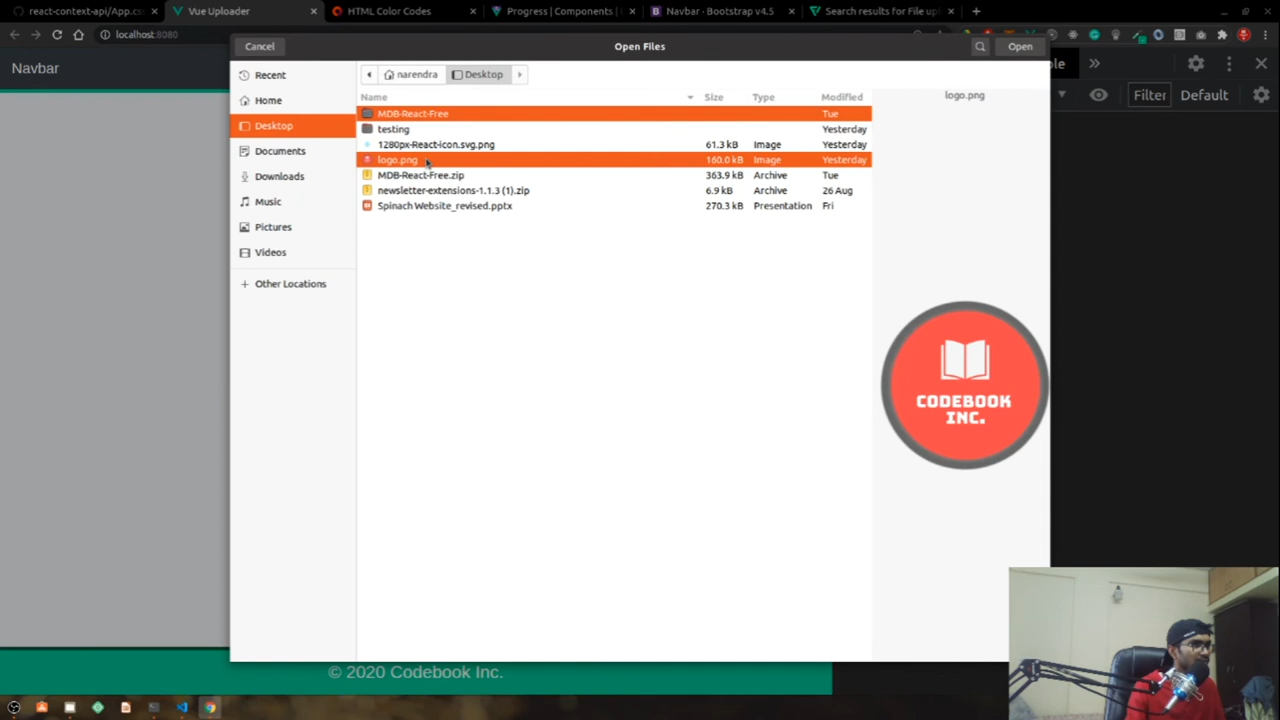 react-context-api/App.cs
Vue Uploader
HTML Color Codes
Progress | Components |
Navbar · Bootstrap v4.5
Search results for File upl
localhost:8080
Navbar
Cancel
Open Files
Open
ole
Filter
Default
Recent
Home
Desktop
Documents
Downloads
Music
Pictures
Videos
Other Locations
narendra
Desktop
Name Size Type Modified
MDB-React-Free Tue
testing Yesterday
1280px-React-icon.svg.png 61.3 kB Image Yesterday
logo.png 160.0 kB Image Yesterday
MDB-React-Free.zip 363.9 kB Archive Tue
newsletter-extensions-1.1.3 (1).zip 6.9 kB Archive 26 Aug
Spinach Website_revised.pptx 270.3 kB Presentation Fri
logo.png
CODEBOOK
INC.
© 2020 Codebook Inc.